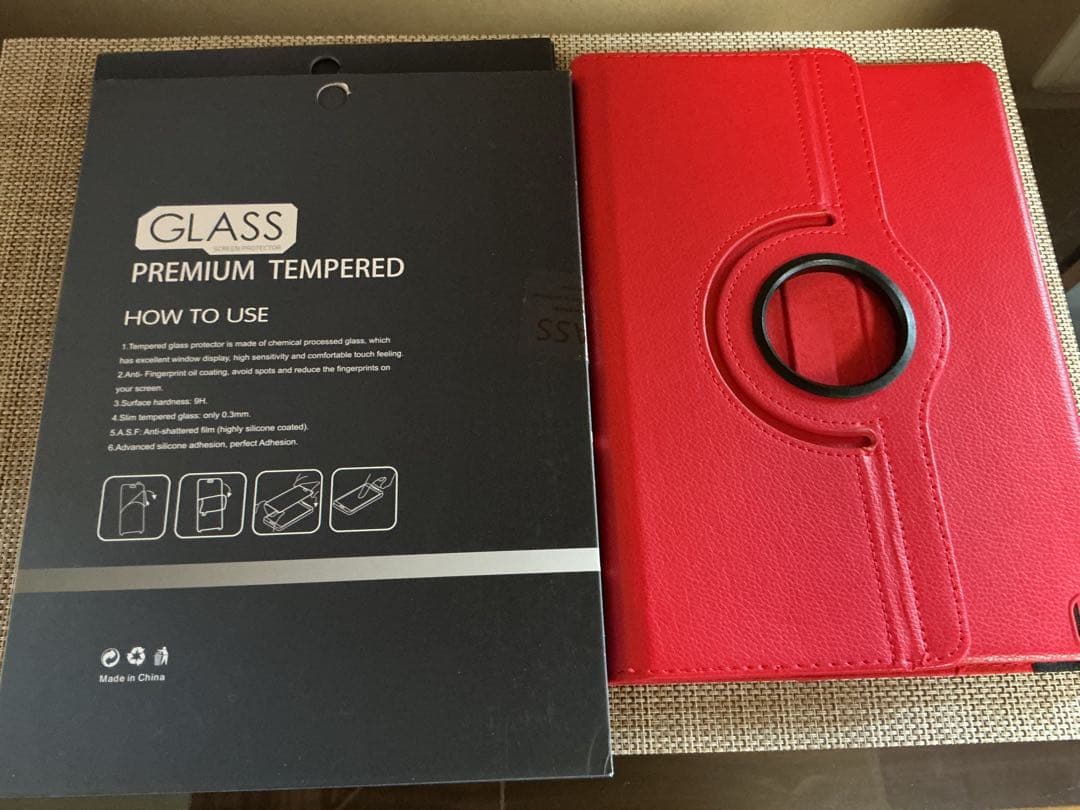 GLASS
SCREEN PROTECTOR
PREMIUM TEMPERED
HOW TO USE
1.Tempered glass protector is made of chemical processed glass, which
has excellent window display, high sensitivity and comfortable touch feeling.
2.Anti- Fingerprint oil coating, avoid spots and reduce the fingerprints on
your screen.
3.Surface hardness: 9H.
4.Slim tempered glass: only 0.3mm.
5.A.S.F: Anti-shattered film (highly silicone coated).
6.Advanced silicone adhesion, perfect Adhesion.
Made in China